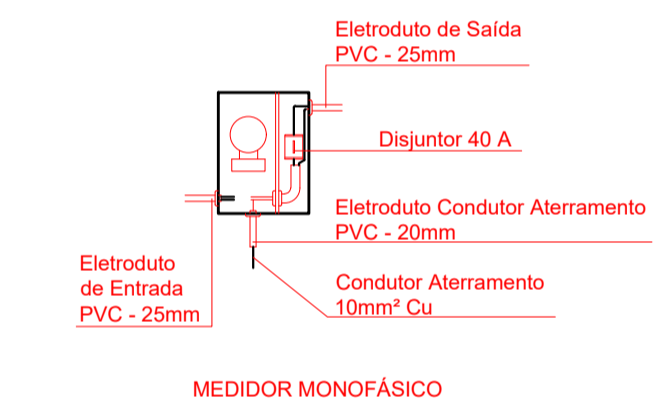 Eletroduto de Saída
PVC - 25mm
Disjuntor 40 A
Eletroduto Condutor Aterramento
PVC - 20mm
Eletroduto
de Entrada
PVC - 25mm
Condutor Aterramento
10mm² Cu
MEDIDOR MONOFÁSICO